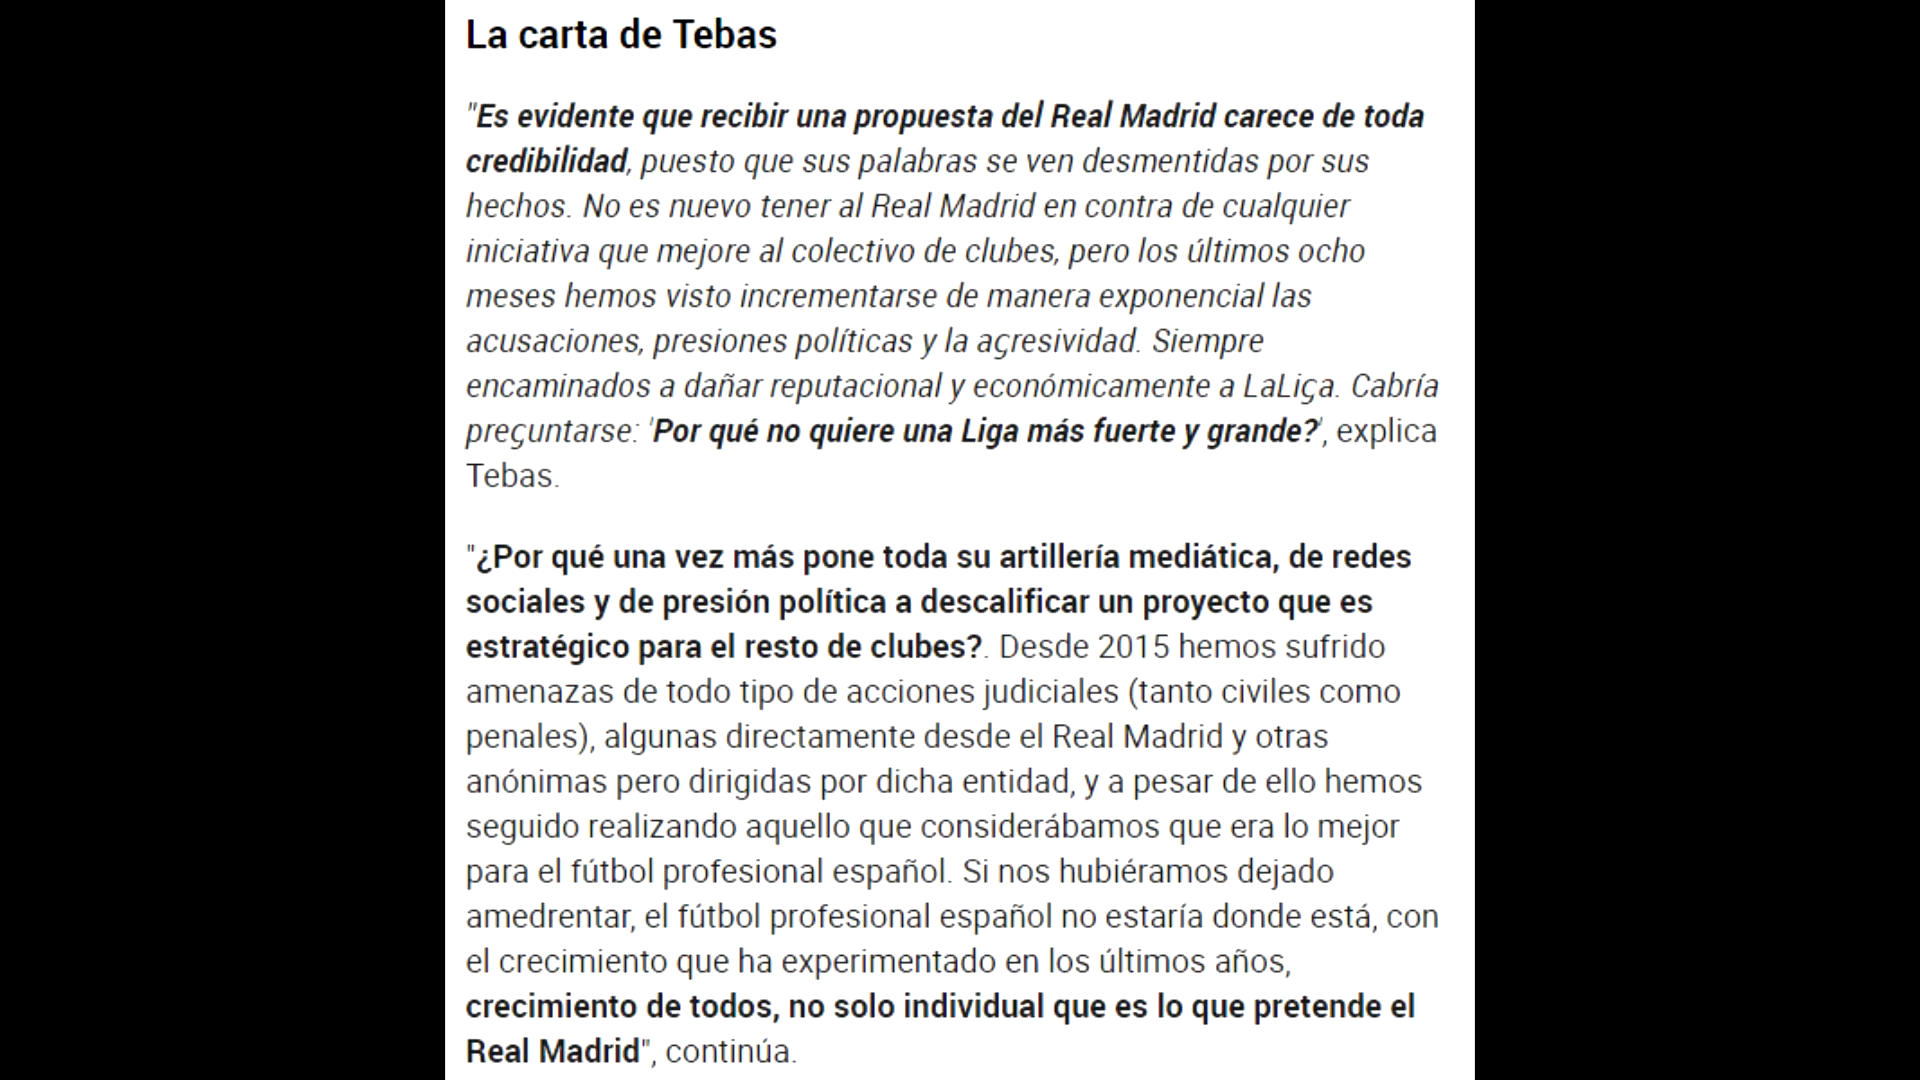 La carta de Tebas
"Es evidente que recibir una propuesta del Real Madrid carece de toda
credibilidad, puesto que sus palabras se ven desmentidas por sus
hechos. No es nuevo tener al Real Madrid en contra de cualquier
iniciativa que mejore al colectivo de clubes, pero los últimos ocho
meses hemos visto incrementarse de manera exponencial las
acusaciones, presiones políticas y la agresividad. Siempre
encaminados a dañar reputacional y económicamente a LaLiga. Cabría
preguntarse: 'Por qué no quiere una Liga más fuerte y grande?', explica
Tebas.
"¿Por qué una vez más pone toda su artillería mediática, de redes
sociales y de presión política a descalificar un proyecto que es
estratégico para el resto de clubes?. Desde 2015 hemos sufrido
amenazas de todo tipo de acciones judiciales (tanto civiles como
penales), algunas directamente desde el Real Madrid y otras
anónimas pero dirigidas por dicha entidad, y a pesar de ello hemos
seguido realizando aquello que considerábamos que era lo mejor
para el fútbol profesional español. Si nos hubiéramos dejado
amedrentar, el fútbol profesional español no estaría donde está, con
el crecimiento que ha experimentado en los últimos años,
crecimiento de todos, no solo individual que es lo que pretende el
Real Madrid", continúa.